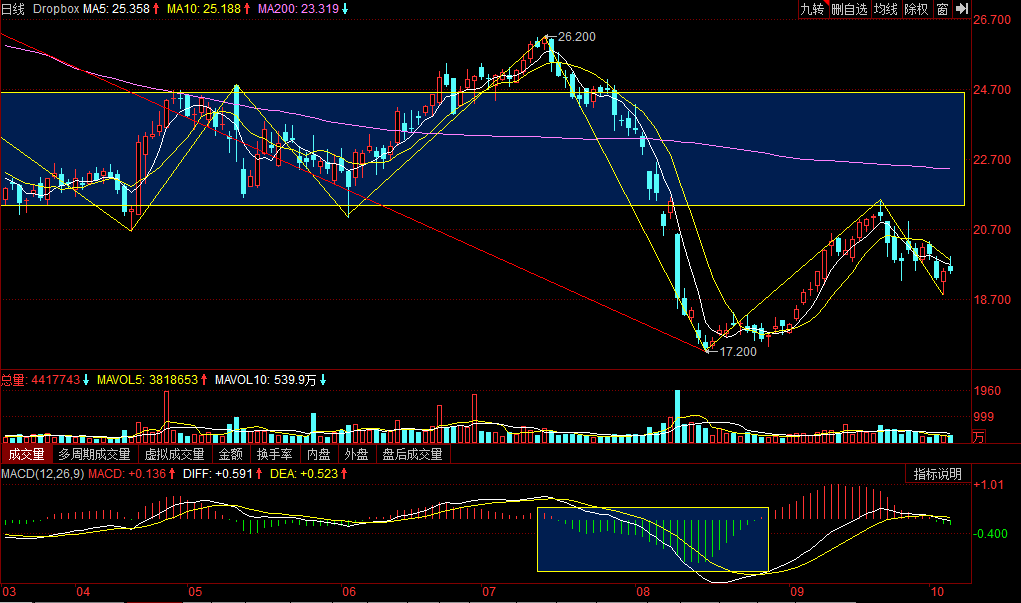 日线 Dropbox MA5: 25.358↑ MA10: 25.188↑ MA200: 23.319↓ 九转 删自选 均线 除权 窗
26.700
26.200
24.700
22.700
20.700
18.700
17.200
总量: 4417743↓ MAVOL5: 3818653↑ MAVOL10: 539.9万↓
1960
999
万
成交量 多周期成交量 虚拟成交量 金额 换手率 内盘 外盘 盘后成交量
MACD(12,26,9) MACD: +0.136↑ DIFF: +0.591↑ DEA: +0.523↑ 指标说明
+1.01
-0.400
03 04 05 06 07 08 09 10